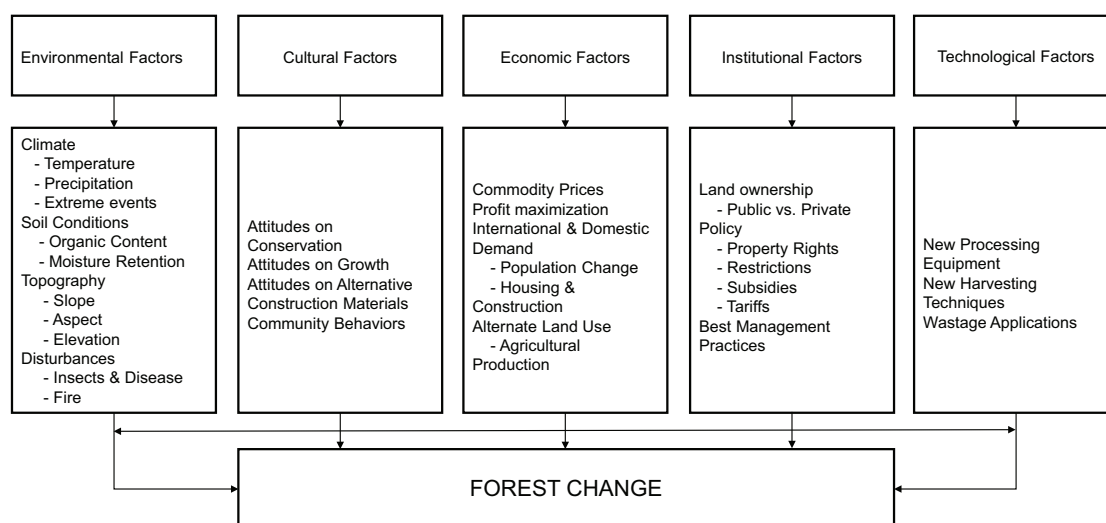 Environmental Factors
Cultural Factors
Economic Factors
Institutional Factors
Technological Factors
Climate
- Temperature
- Precipitation
- Extreme events
Soil Conditions
- Organic Content
- Moisture Retention
Topography
- Slope
- Aspect
- Elevation
Disturbances
- Insects & Disease
- Fire
Attitudes on
Conservation
Attitudes on Growth
Attitudes on Alternative
Construction Materials
Community Behaviors
Commodity Prices
Profit maximization
International & Domestic
Demand
- Population Change
- Housing &
Construction
Alternate Land Use
- Agricultural
Production
Land ownership
- Public vs. Private
Policy
- Property Rights
- Restrictions
- Subsidies
- Tariffs
Best Management
Practices
New Processing
Equipment
New Harvesting
Techniques
Wastage Applications
FOREST CHANGE